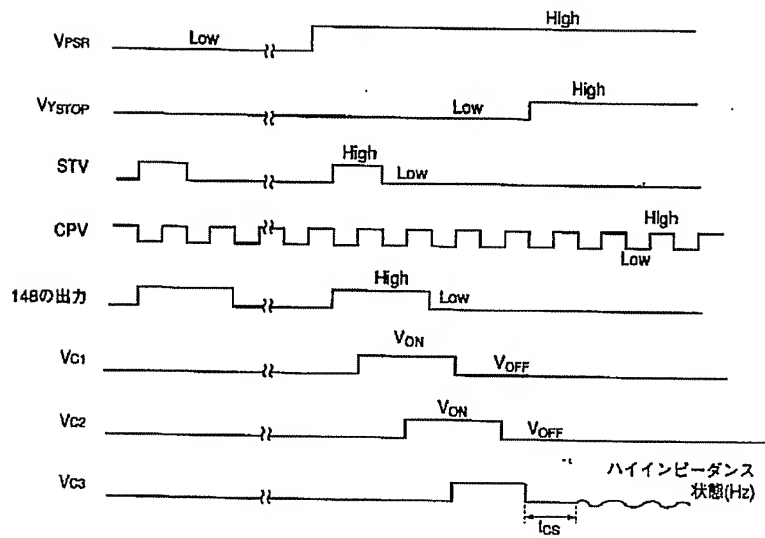 VPSR Low High
VYSTOP Low High
STV High Low
CPV High Low
148の出力 High Low
VC1 VON VOFF
VC2 VON VOFF
VC3 ハイインピーダンス
状態(Hz)
tCS